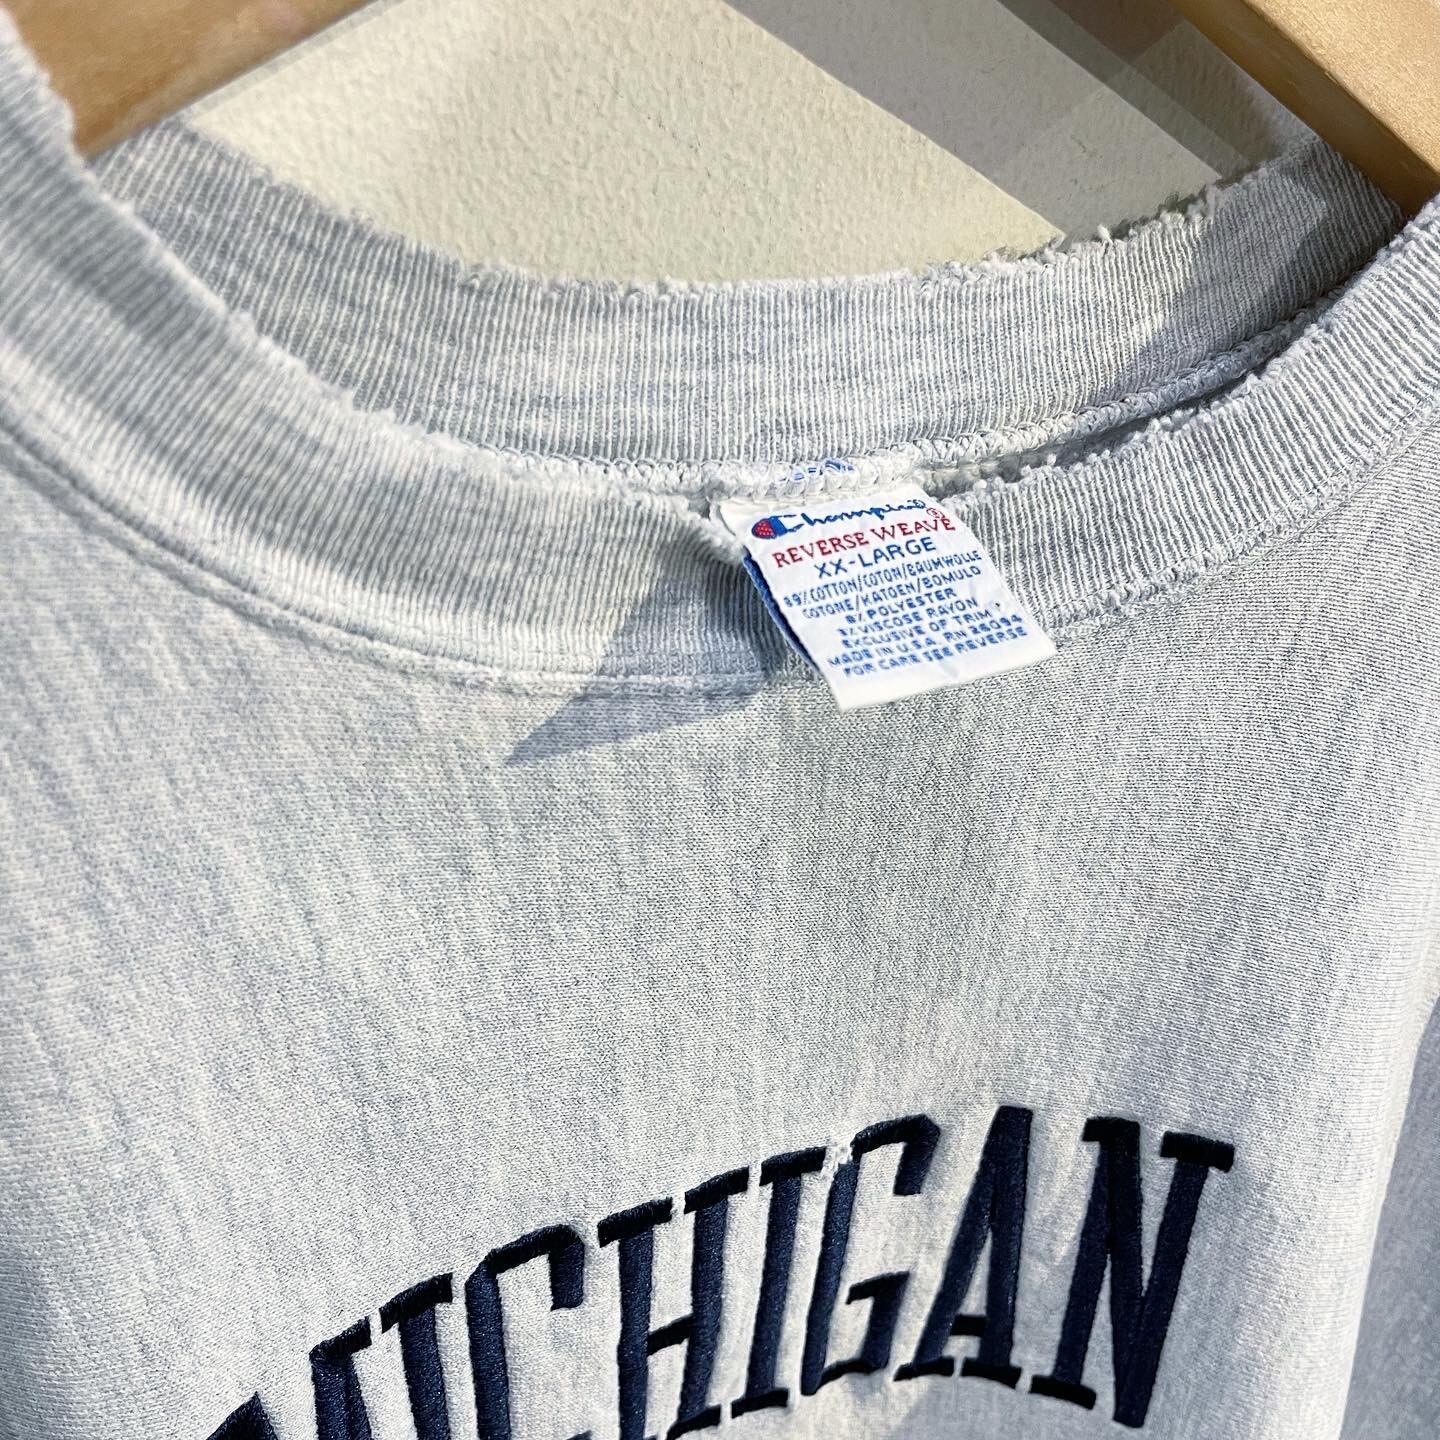 Champion
REVERSE WEAVE
XX-LARGE
89% COTTON/COTON/BAUMWOLLE
COTONE/KATOEN/BOMULD
8% POLYESTER
3% VISCOSE RAYON
EXCLUSIVE OF TRIM
MADE IN U.S.A. RN 26094
FOR CARE SEE REVERSE
MICHIGAN